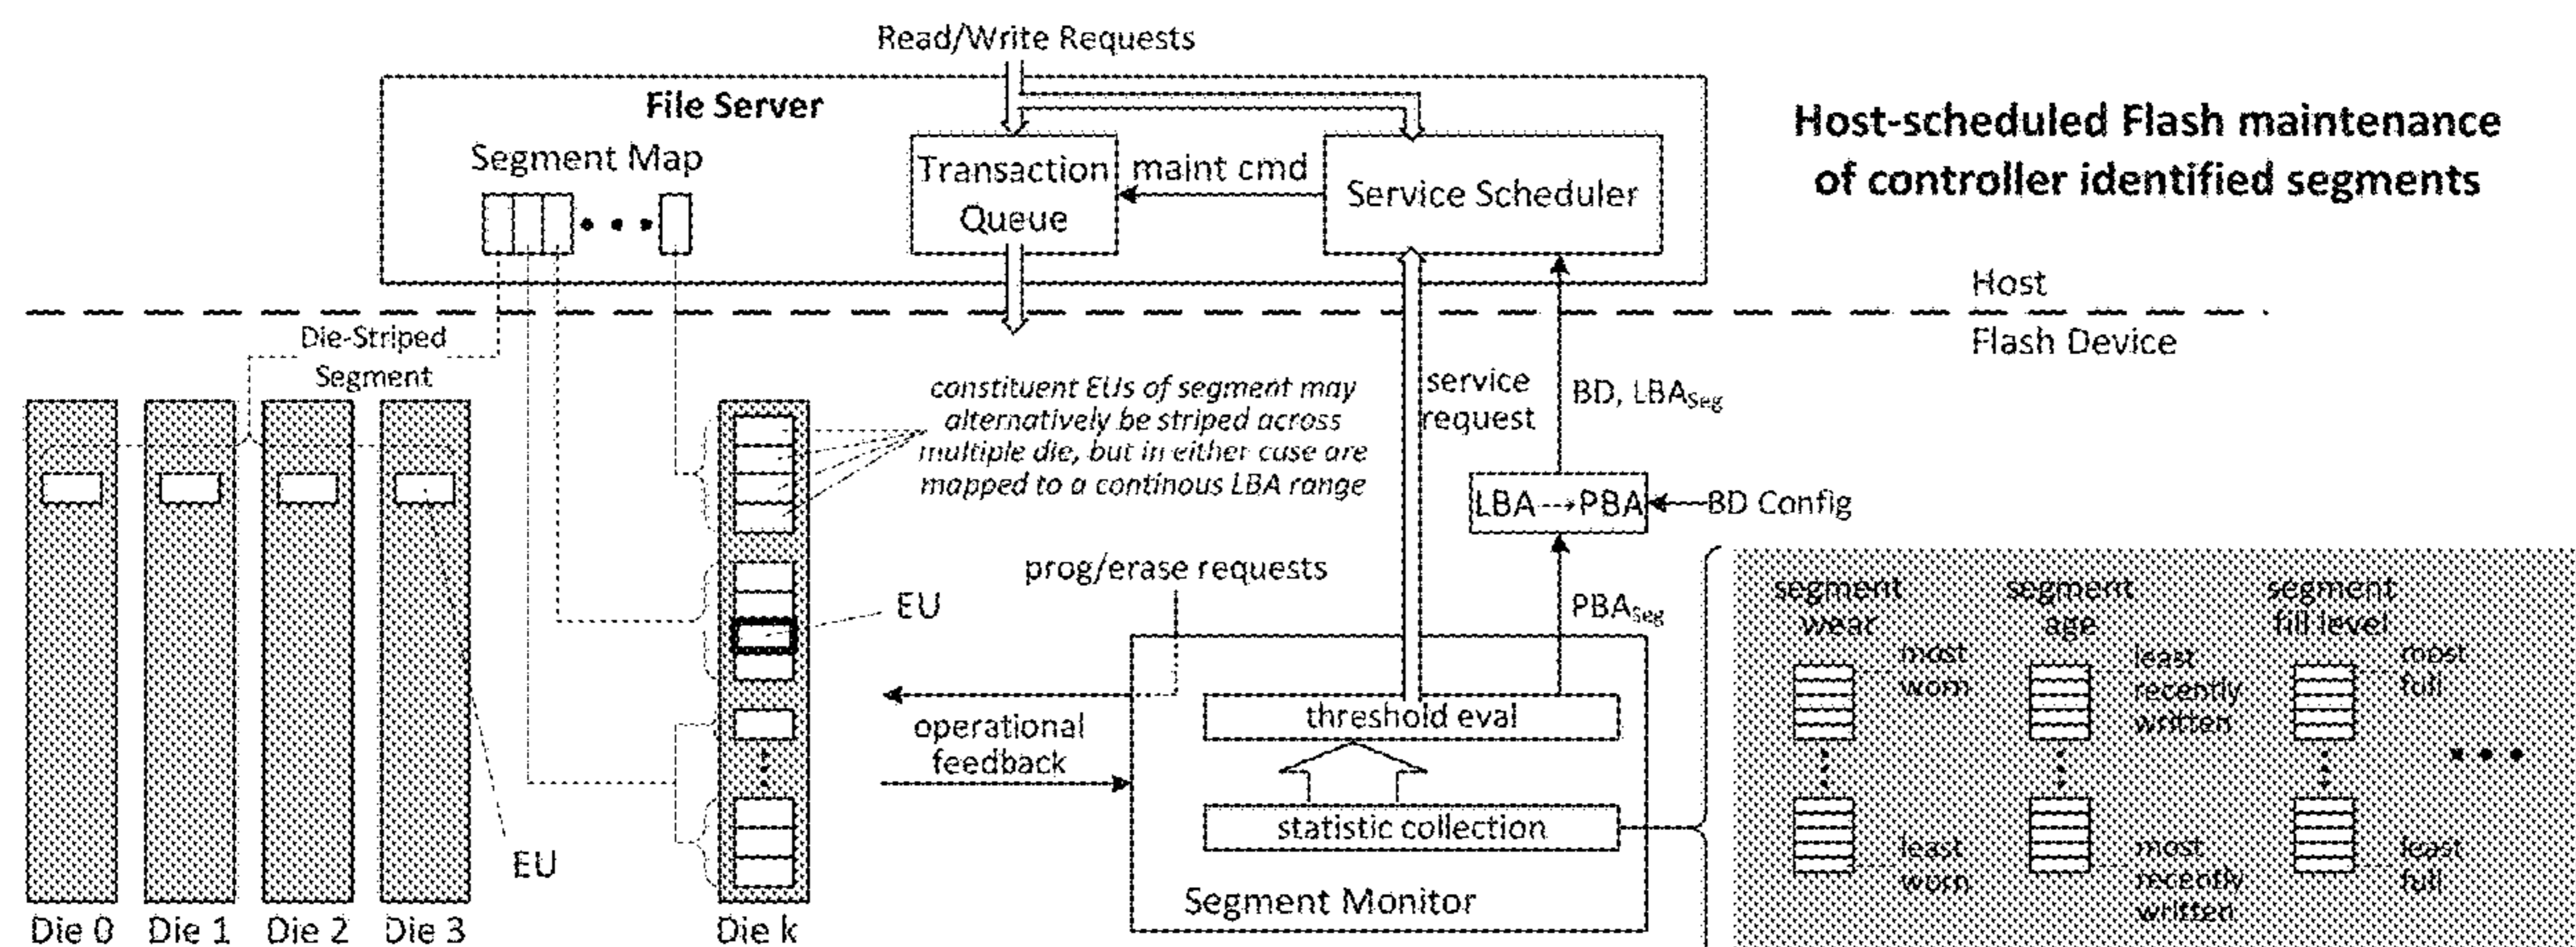 Read/Write Requests
File Server
Segment Map
Transaction
Queue
maint cmd
Service Scheduler
Host-scheduled Flash maintenance
of controller identified segments
Host
Flash Device
Die-Striped
Segment
constituent EUs of segment may
alternatively be striped across
multiple die, but in either case are
mapped to a continous LBA range
service
request
BD, LBASeg
LBA→PBA
BD Config
prog/erase requests
EU
PBASeg
segment
wear
segment
age
segment
fill level
most
worn
least
recently
written
most
full
threshold eval
operational
feedback
statistic collection
least
worn
most
recently
written
least
full
EU
Segment Monitor
Die 0
Die 1
Die 2
Die 3
Die k